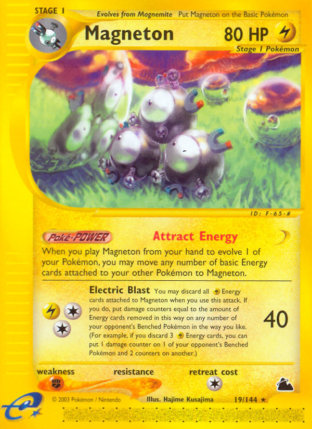 STAGE 1
Evolves from Magnemite Put Magneton on the Basic Pokémon
Magneton 80 HP
Stage 1 Pokémon
ID: F-65-#
Poké-POWER Attract Energy
When you play Magneton from your hand to evolve 1 of
your Pokémon, you may move any number of basic Energy
cards attached to your other Pokémon to Magneton.
Electric Blast You may discard all Energy
cards attached to Magneton when you use this attack. If
you do, put damage counters equal to the amount of
Energy cards removed in this way on any number of
your opponent's Benched Pokémon in the way you like.
(For example, if you discard 3 Energy cards, you can
put 1 damage counter on 1 of your opponent's Benched
Pokémon and 2 counters on another.)
40
weakness resistance retreat cost
© 2003 Pokémon / Nintendo Illus. Hajime Kusajima 19/144 ★
e